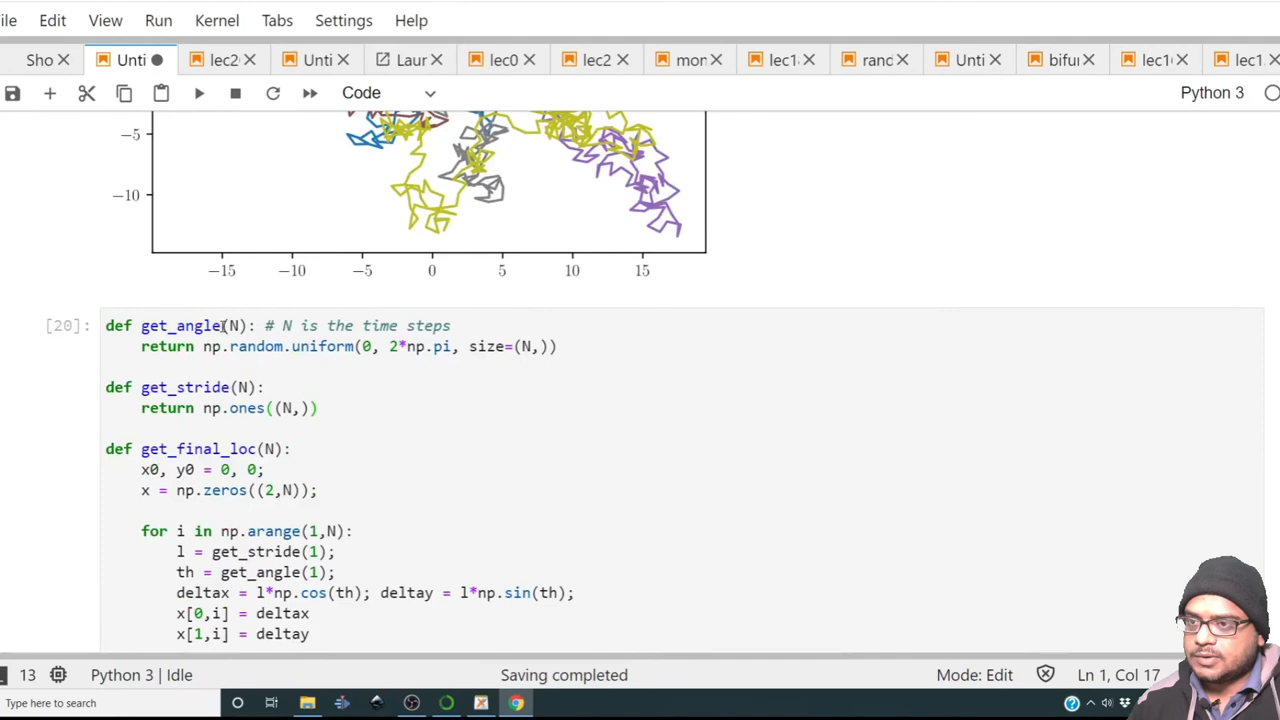 ile Edit View Run Kernel Tabs Settings Help
Sho Unti lec2 Unti Laur lec0 lec2 mor lec1 rand Unti bifu lec1 lec1
Code Python 3
−5
−10
−15 −10 −5 0 5 10 15
[20]: def get_angle(N): # N is the time steps
return np.random.uniform(0, 2*np.pi, size=(N,))
def get_stride(N):
return np.ones((N,))
def get_final_loc(N):
x0, y0 = 0, 0;
x = np.zeros((2,N));
for i in np.arange(1,N):
l = get_stride(1);
th = get_angle(1);
deltax = l*np.cos(th); deltay = l*np.sin(th);
x[0,i] = deltax
x[1,i] = deltay
13 Python 3 | Idle Saving completed Mode: Edit Ln 1, Col 17
Type here to search